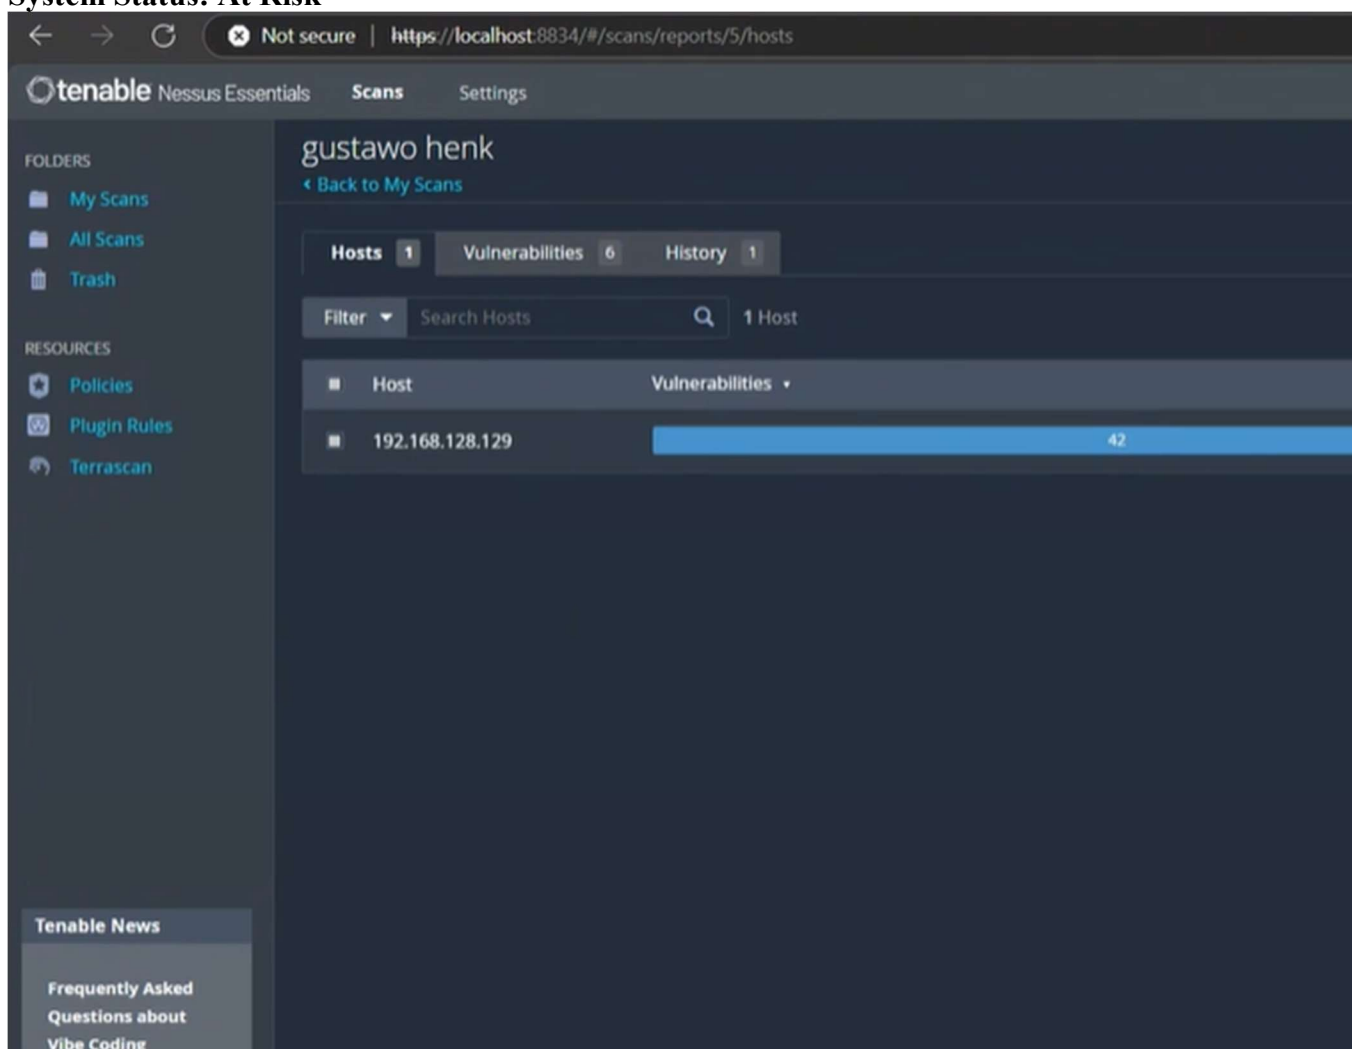 System Status: At Risk
Not secure | https://localhost:8834/#/scans/reports/5/hosts
tenable Nessus Essentials Scans Settings
FOLDERS
My Scans
All Scans
Trash
RESOURCES
Policies
Plugin Rules
Terrascan
Tenable News
Frequently Asked
Questions about
Vibe Coding
gustawo henk
Back to My Scans
Hosts 1 Vulnerabilities 6 History 1
Filter Search Hosts 1 Host
Host Vulnerabilities
192.168.128.129 42